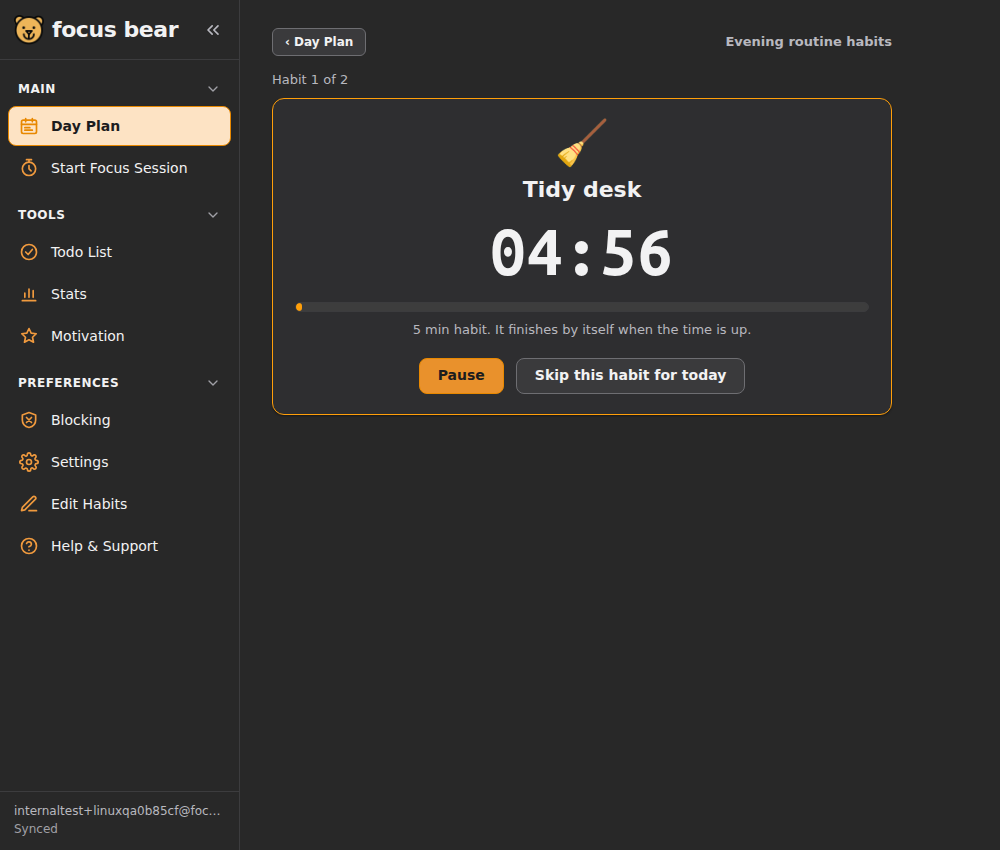 focus bear
MAIN
Day Plan
Start Focus Session
TOOLS
Todo List
Stats
Motivation
PREFERENCES
Blocking
Settings
Edit Habits
Help & Support
internaltest+linuxqa0b85cf@foc...
Synced
‹ Day Plan
Evening routine habits
Habit 1 of 2
Tidy desk
04:56
5 min habit. It finishes by itself when the time is up.
Pause
Skip this habit for today